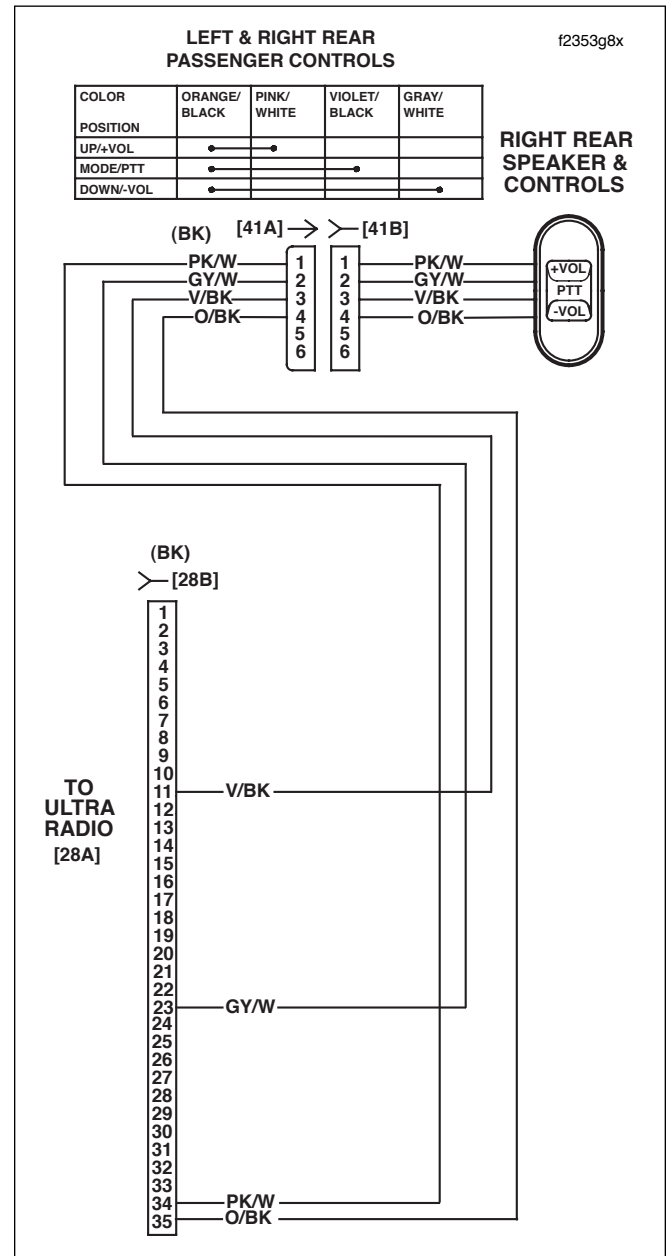 LEFT & RIGHT REAR
PASSENGER CONTROLS
f2353g8x
COLOR ORANGE/ PINK/ VIOLET/ GRAY/
BLACK WHITE BLACK WHITE
POSITION
UP/+VOL
MODE/PTT
DOWN/-VOL
RIGHT REAR
SPEAKER &
CONTROLS
(BK) [41A] [41B]
PK/W 1 1 PK/W
GY/W 2 2 GY/W
V/BK 3 3 V/BK
O/BK 4 4 O/BK
5 5
6 6
+VOL
PTT
-VOL
(BK)
[28B]
1
2
3
4
5
6
7
8
9
10
11 V/BK
12
13
14
15
16
17
18
19
20
21
22
23 GY/W
24
25
26
27
28
29
30
31
32
33
34 PK/W
35 O/BK
TO
ULTRA
RADIO
[28A]